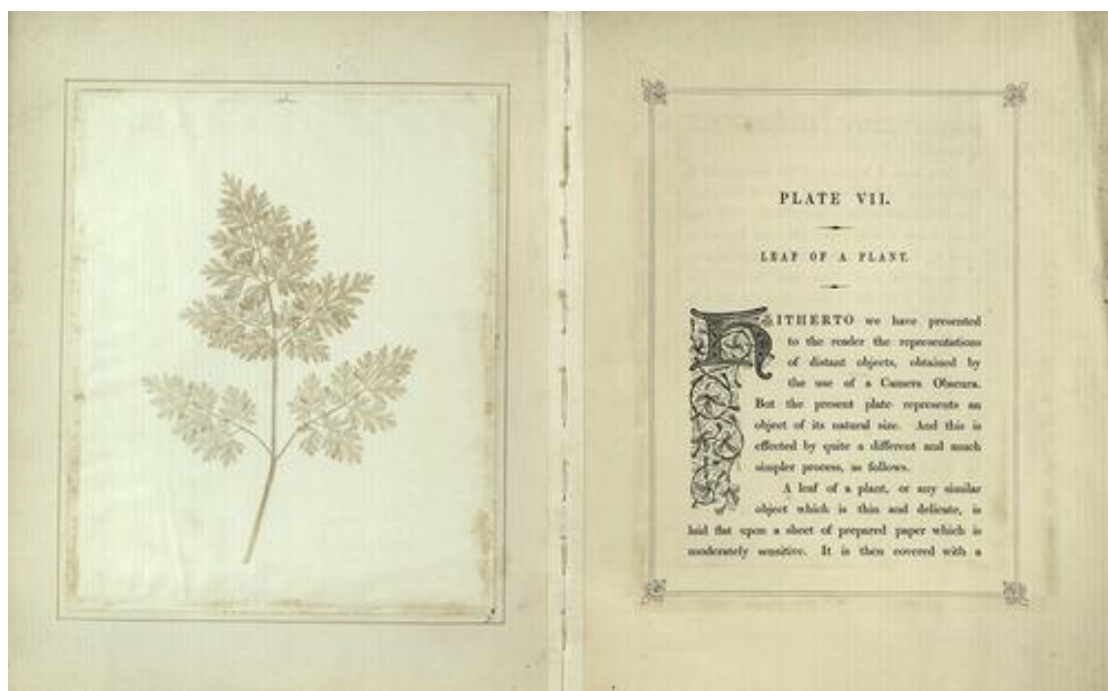 PLATE VII.
LEAF OF A PLANT.
HITHERTO we have presented
to the reader the representations
of distant objects, obtained by
the use of a Camera Obscura.
But the present plate represents an
object of its natural size. And this is
effected by quite a different and much
simpler process, as follows.
A leaf of a plant, or any similar
object which is thin and delicate, is
laid flat upon a sheet of prepared paper which is
moderately sensitive. It is then covered with a